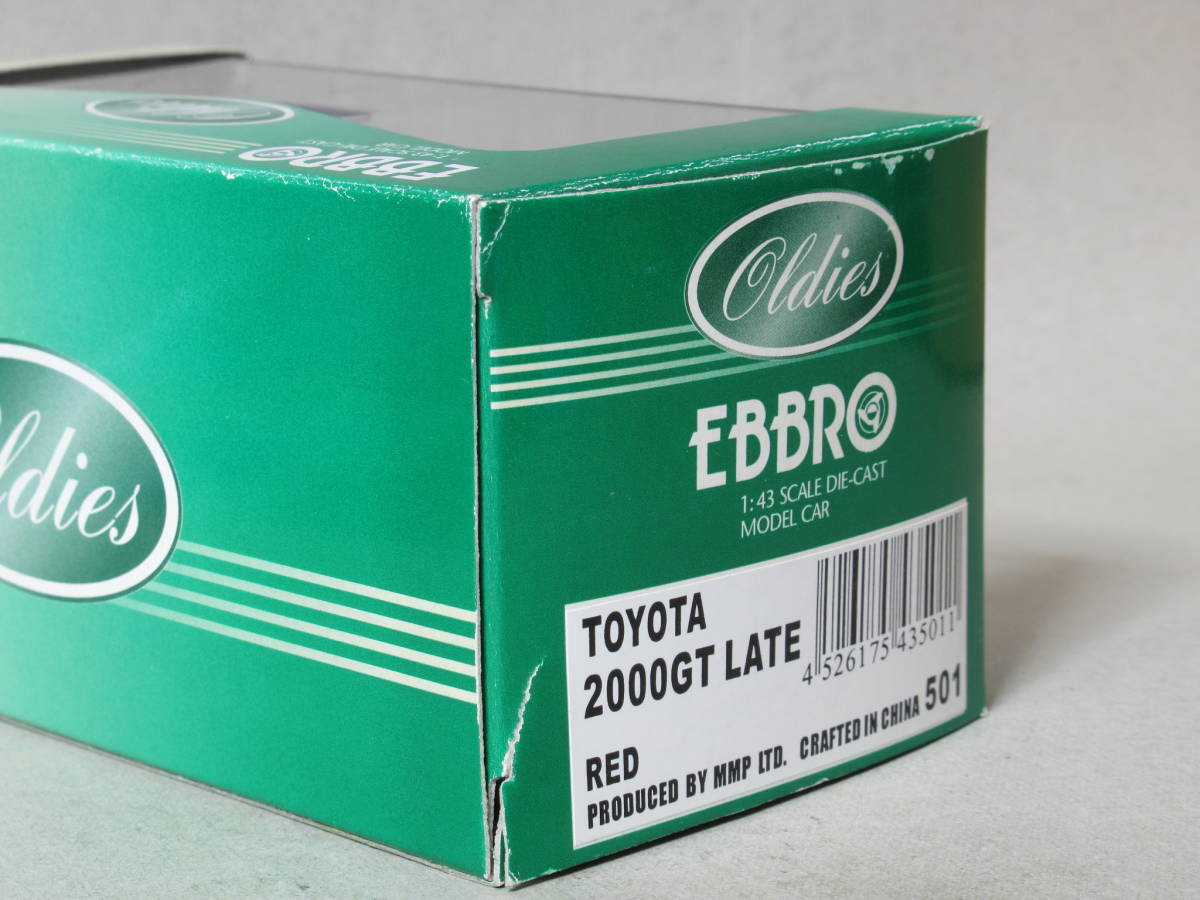 EBBRO
Oldies
Oldies
EBBRO
1:43 SCALE DIE-CAST
MODEL CAR
TOYOTA
2000GT LATE
4 526175 435011
RED
PRODUCED BY MMP LTD. CRAFTED IN CHINA 501